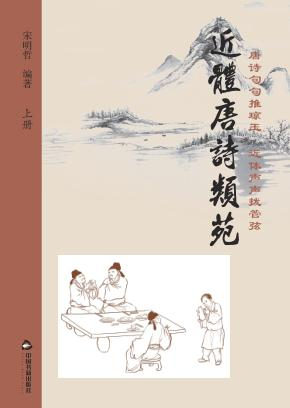 唐诗句句推琼玉
近体声声拨管弦
近體唐詩類苑
宋明哲 编著 上册
中国书籍出版社